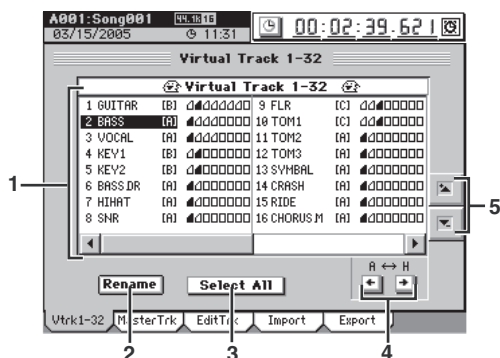 A001:Song001 44.1k 16
03/15/2005 11:31 00:02:39.621
Virtual Track 1-32
Virtual Track 1-32
1 GUITAR [B] 9 FLR [C]
2 BASS [A] 10 TOM1 [C]
3 VOCAL [A] 11 TOM2 [A]
4 KEY1 [B] 12 TOM3 [A]
5 KEY2 [B] 13 SYMBAL [A]
6 BASS.DR [A] 14 CRASH [A]
7 HIHAT [A] 15 RIDE [A]
8 SNR [A] 16 CHORUS.M [A]
1
5
A ↔ H
Rename Select All
Vtrk1-32 MasterTrk EditTrk Import Export
2 3 4